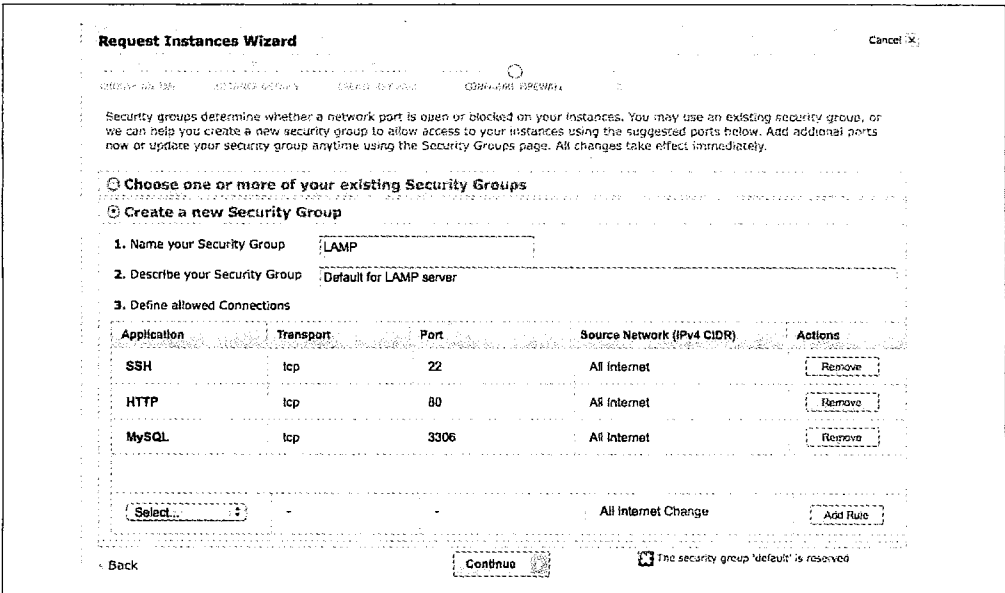 Request Instances Wizard
Cancel X
CONFIGURE FIREWALL
Security groups determine whether a network port is open or blocked on your instances. You may use an existing security group, or
we can help you create a new security group to allow access to your instances using the suggested ports below. Add addional ports
now or update your security group anytime using the Security Groups page. All changes take effect immediately.
Choose one or more of your existing Security Groups
Create a new Security Group
1. Name your Security Group LAMP
2. Describe your Security Group Default for LAMP server
3. Define allowed Connections
Application Transport Port Source Network (IPv4 CIDR) Actions
SSH tcp 22 All Internet Remove
HTTP tcp 80 All Internet Remove
MySQL tcp 3306 All Internet Remove
Select... - - All Internet Change Add Rule
< Back Continue The security group 'default' is reserved